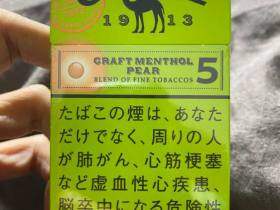 1913
CRAFT MENTHOL
PEAR
BLEND OF FINE TOBACCOS
5
たばこの煙は、あなた
だけでなく、周りの人
が肺がん、心筋梗塞
など虚血性心疾患、
脳卒中になる危険性